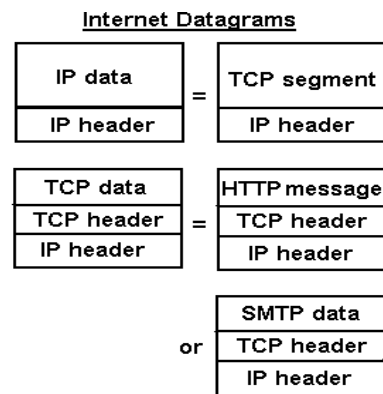 Internet Datagrams
IP data
IP header
=
TCP segment
IP header
TCP data
TCP header
IP header
=
HTTP message
TCP header
IP header
or
SMTP data
TCP header
IP header